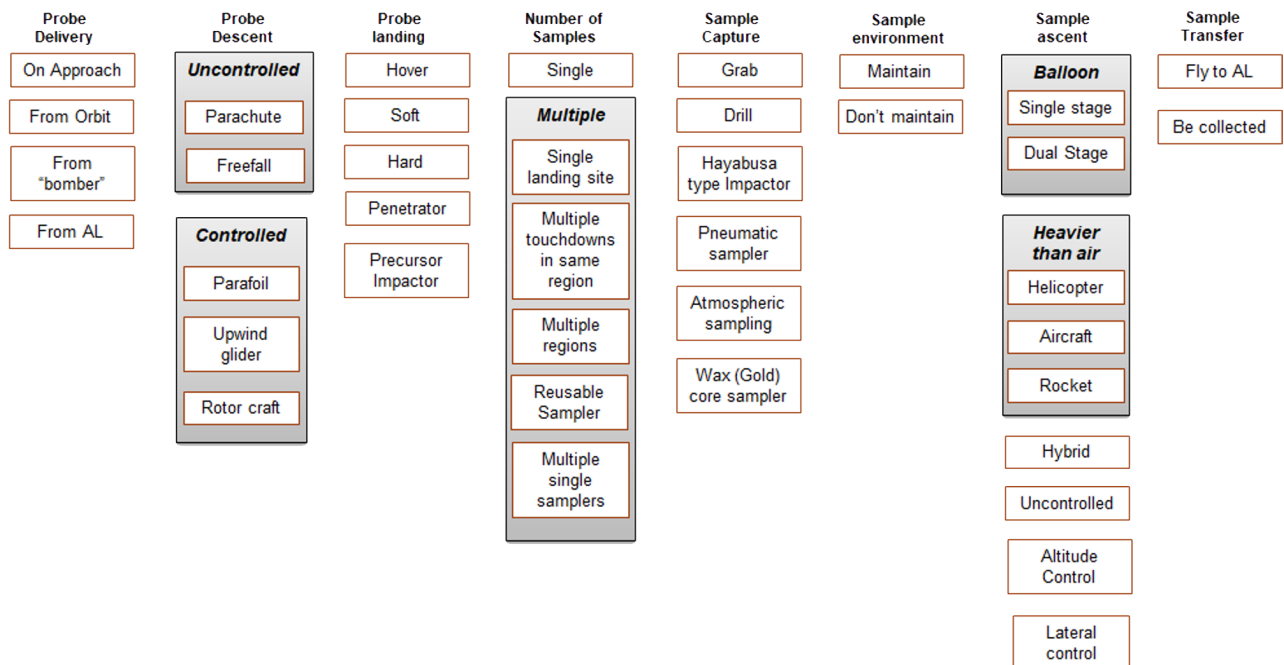 Probe
Delivery
On Approach
From Orbit
From
“bomber”
From AL
Probe
Descent
Uncontrolled
Parachute
Freefall
Controlled
Parafoil
Upwind
glider
Rotor craft
Probe
landing
Hover
Soft
Hard
Penetrator
Precursor
Impactor
Number of
Samples
Single
Multiple
Single
landing site
Multiple
touchdowns
in same
region
Multiple
regions
Reusable
Sampler
Multiple
single
samplers
Sample
Capture
Grab
Drill
Hayabusa
type Impactor
Pneumatic
sampler
Atmospheric
sampling
Wax (Gold)
core sampler
Sample
environment
Maintain
Don’t maintain
Sample
ascent
Balloon
Single stage
Dual Stage
Heavier
than air
Helicopter
Aircraft
Rocket
Hybrid
Uncontrolled
Altitude
Control
Lateral
control
Sample
Transfer
Fly to AL
Be collected